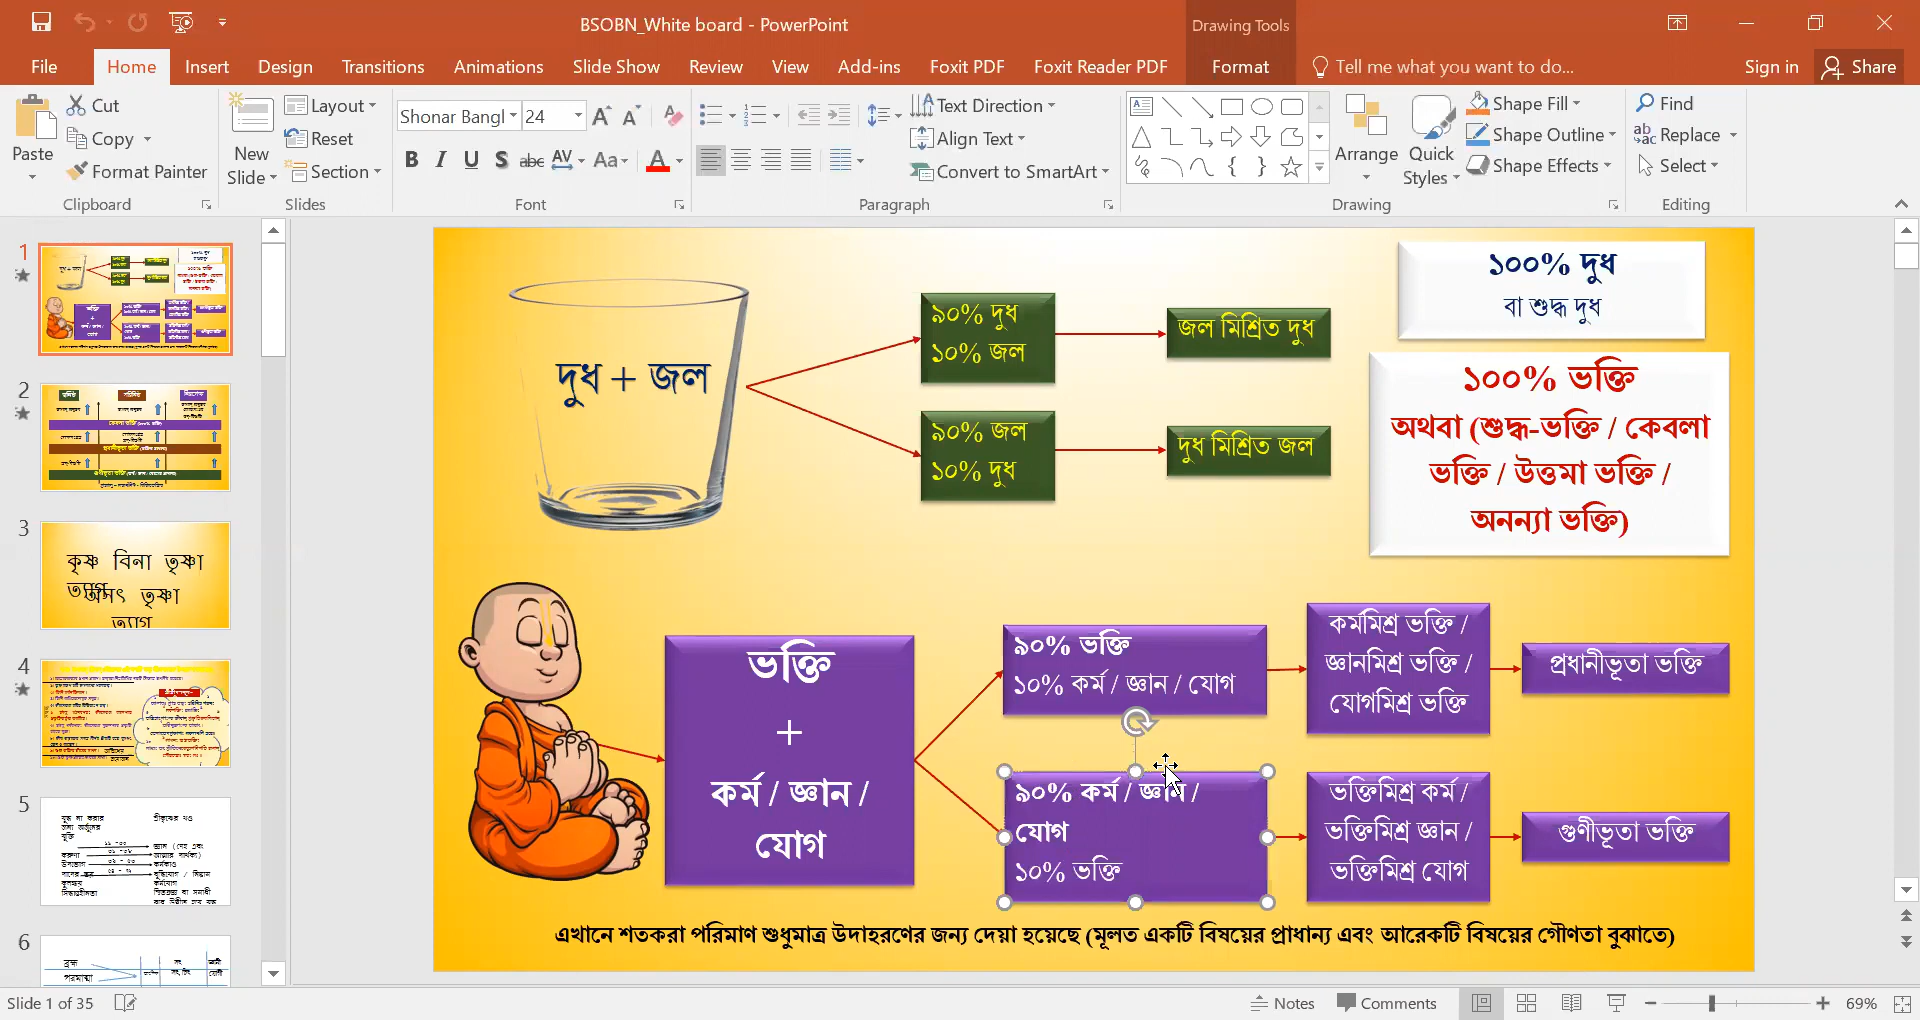 BSOBN_White board - PowerPoint
Drawing Tools
File
Home
Insert
Design
Transitions
Animations
Slide Show
Review
View
Add-ins
Foxit PDF
Foxit Reader PDF
Format
Tell me what you want to do...
Sign in
Share
Paste
Cut
Copy
Format Painter
Clipboard
New
Slide
Layout
Reset
Section
Slides
Shonar Bangl
24
Font
Text Direction
Align Text
Convert to SmartArt
Paragraph
Arrange
Quick
Styles
Shape Fill
Shape Outline
Shape Effects
Drawing
Find
Replace
Select
Editing
1
2
3
কৃষ্ণ বিনা তৃষ্ণা
ত্যাগ
অসৎ তৃষ্ণা
ত্যাগ
4
5
6
দুধ + জল
৯০% দুধ
১০% জল
জল মিশ্রিত দুধ
৯০% জল
১০% দুধ
দুধ মিশ্রিত জল
১০০% দুধ
বা শুদ্ধ দুধ
১০০% ভক্তি
অথবা (শুদ্ধ-ভক্তি / কেবলা
ভক্তি / উত্তমা ভক্তি /
অনন্যা ভক্তি)
ভক্তি
+
কর্ম / জ্ঞান /
যোগ
৯০% ভক্তি
১০% কর্ম / জ্ঞান / যোগ
কর্মমিশ্র ভক্তি /
জ্ঞানমিশ্র ভক্তি /
যোগমিশ্র ভক্তি
প্রধানীভূতা ভক্তি
৯০% কর্ম / জ্ঞান /
যোগ
১০% ভক্তি
ভক্তিমিশ্র কর্ম /
ভক্তিমিশ্র জ্ঞান /
ভক্তিমিশ্র যোগ
গুণীভূতা ভক্তি
এখানে শতকরা পরিমাণ শুধুমাত্র উদাহরণের জন্য দেয়া হয়েছে (মূলত একটি বিষয়ের প্রাধান্য এবং আরেকটি বিষয়ের গৌণতা বুঝাতে)
Slide 1 of 35
Notes
Comments
69%